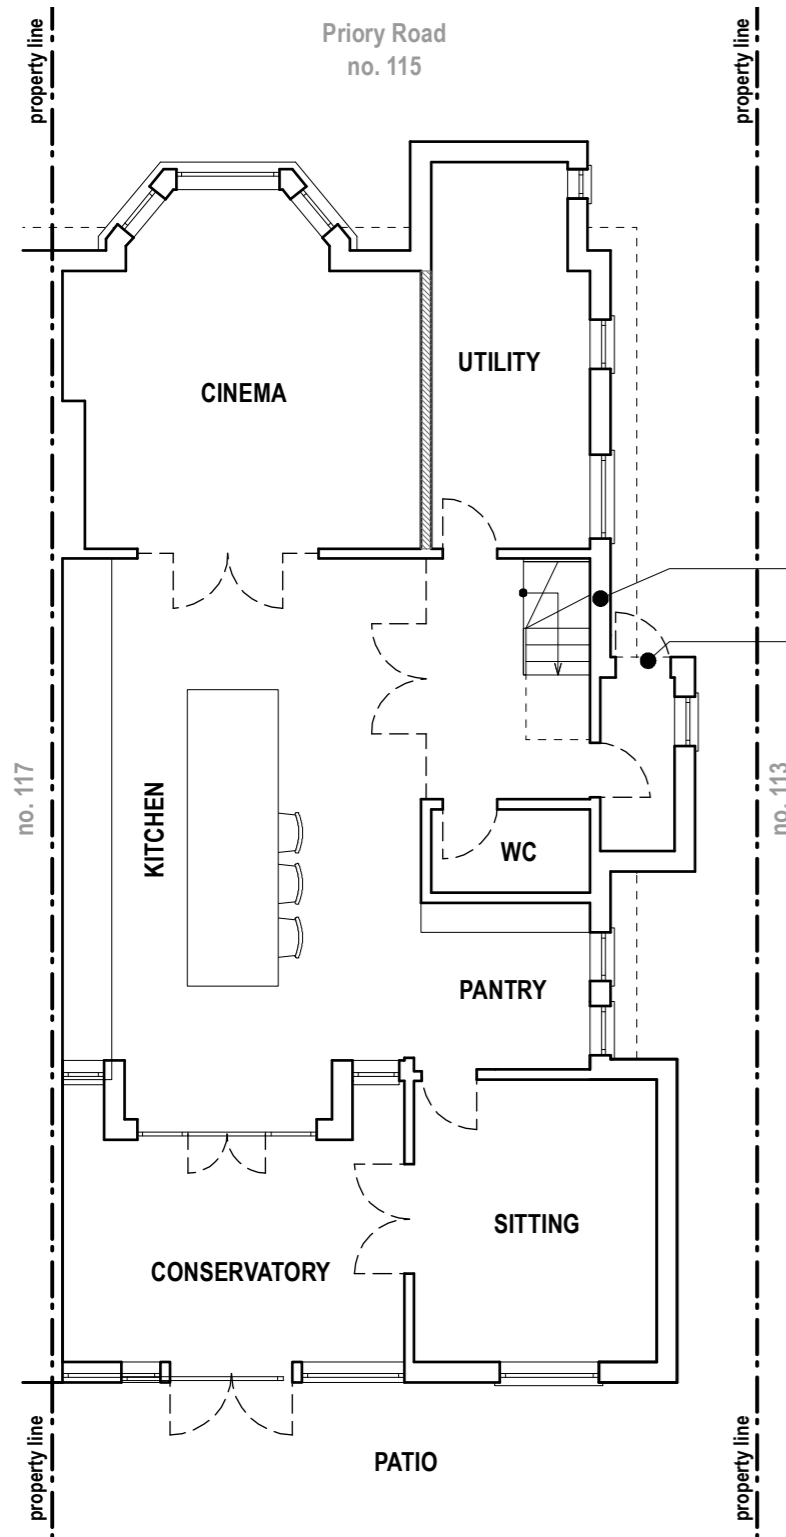 property line
Priory Road
no. 115
property line
UTILITY
CINEMA
no. 117
KITCHEN
no. 113
WC
PANTRY
SITTING
CONSERVATORY
property line
PATIO
property line